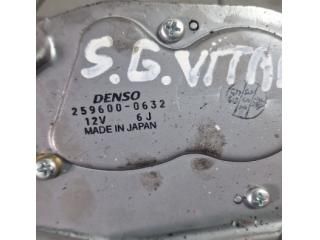 S.G. VITA
DENSO
259600-0632
12V 6J
MADE IN JAPAN